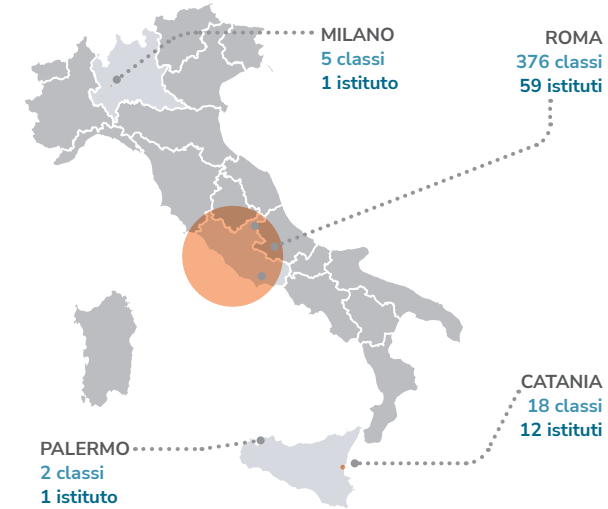 MILANO
5 classi
1 istituto
ROMA
376 classi
59 istituti
CATANIA
18 classi
12 istituti
PALERMO
2 classi
1 istituto